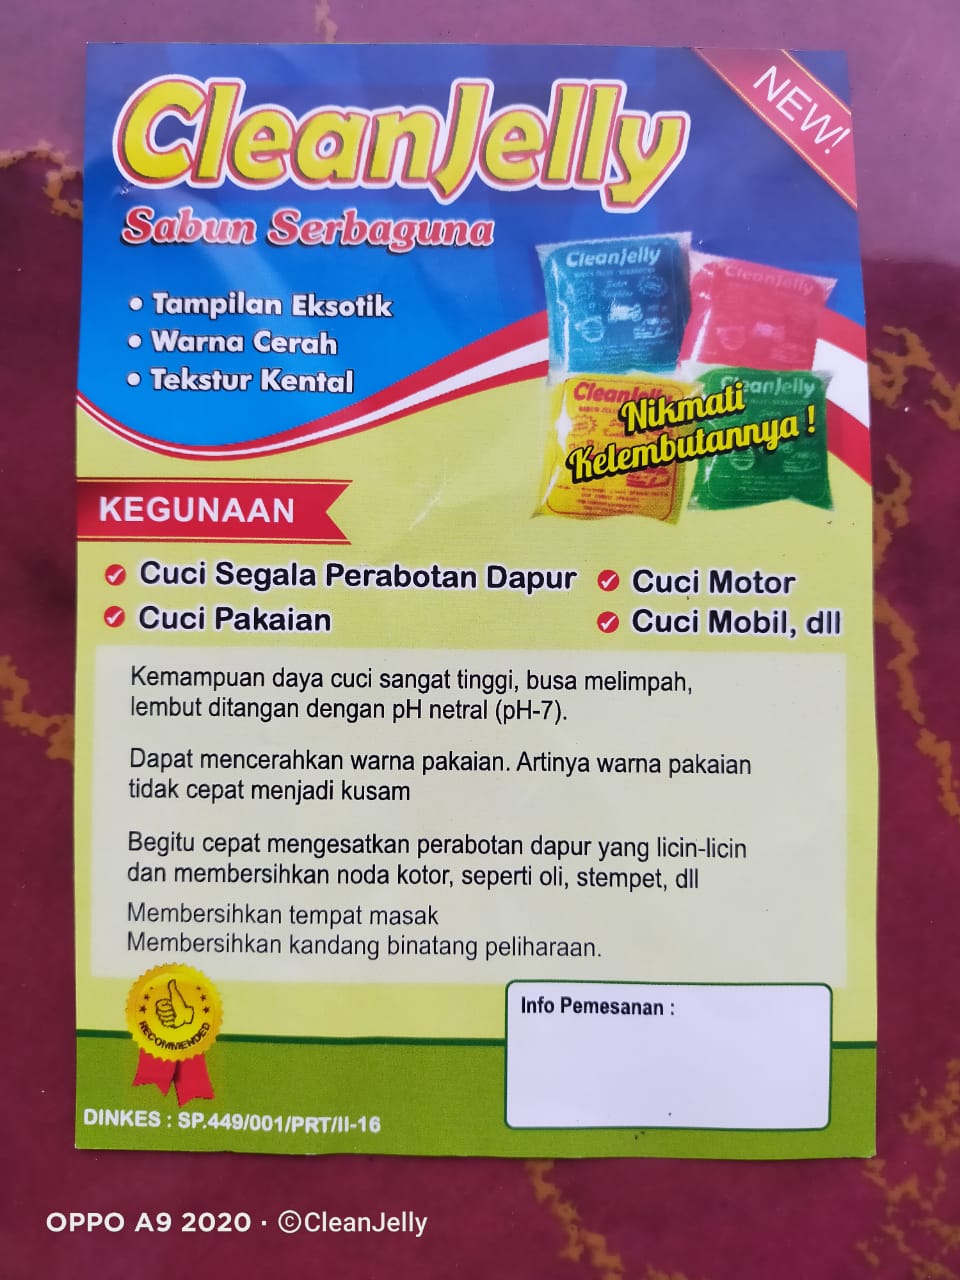 CleanJelly
NEW!
Sabun Serbaguna
• Tampilan Eksotik
• Warna Cerah
• Tekstur Kental
CleanJelly
CleanJelly
CleanJelly
CleanJelly
Nikmati
Kelembutannya !
KEGUNAAN
Cuci Segala Perabotan Dapur
Cuci Motor
Cuci Pakaian
Cuci Mobil, dll
Kemampuan daya cuci sangat tinggi, busa melimpah,
lembut ditangan dengan pH netral (pH-7).
Dapat mencerahkan warna pakaian. Artinya warna pakaian
tidak cepat menjadi kusam
Begitu cepat mengesatkan perabotan dapur yang licin-licin
dan membersihkan noda kotor, seperti oli, stempet, dll
Membersihkan tempat masak
Membersihkan kandang binatang peliharaan.
RECOMMENDED
Info Pemesanan :
DINKES : SP.449/001/PRT/II-16
OPPO A9 2020 · ©CleanJelly